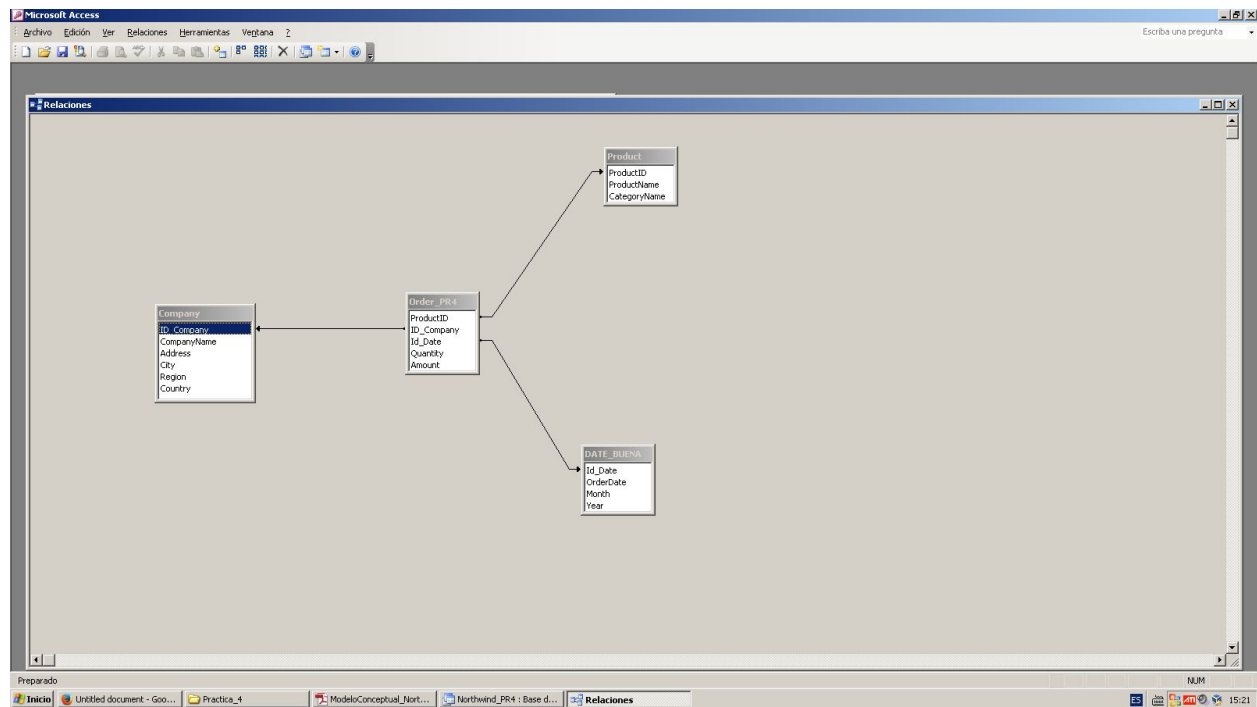 Microsoft Access
Archivo Edición Ver Relaciones Herramientas Ventana ?
Escriba una pregunta
Relaciones
Product
ProductID
ProductName
CategoryName
Order_PR4
ProductID
ID_Company
Id_Date
Quantity
Amount
Company
ID_Company
CompanyName
Address
City
Region
Country
DATE_BUENA
Id_Date
OrderDate
Month
Year
Preparado
NUM
Inicio
Untitled document - Goo...
Practica_4
ModeloConceptual_Nort...
Northwind_PR4 : Base d...
Relaciones
ES
15:21